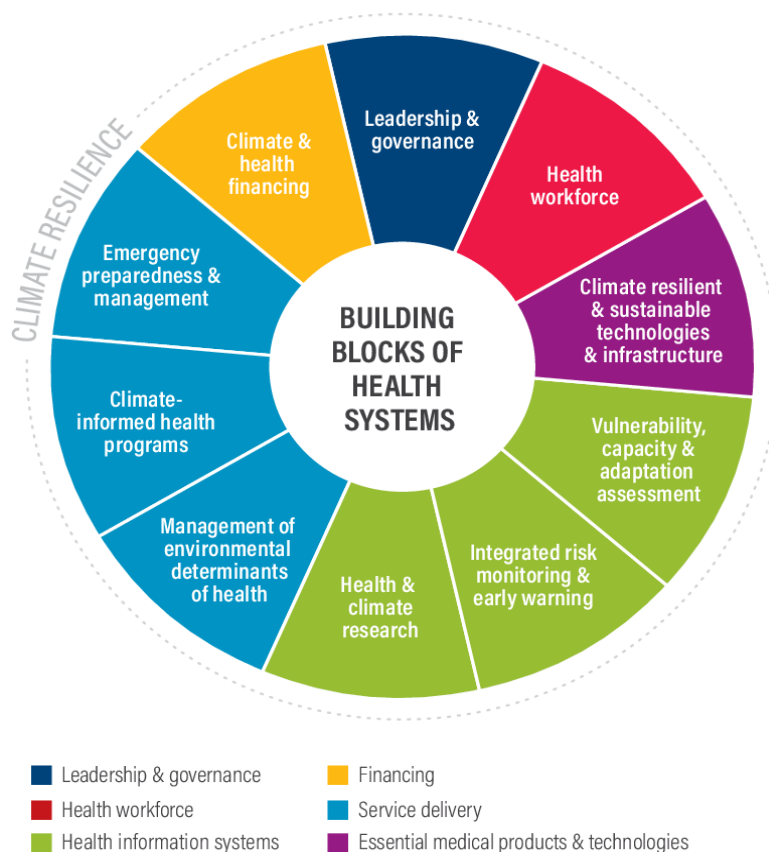 CLIMATE RESILIENCE
Leadership &
governance
Health
workforce
Climate resilient
& sustainable
technologies
& infrastructure
Vulnerability,
capacity &
adaptation
assessment
Integrated risk
monitoring &
early warning
Health &
climate
research
Management of
environmental
determinants
of health
Climate-
informed health
programs
Emergency
preparedness &
management
Climate &
health
financing
BUILDING
BLOCKS OF
HEALTH
SYSTEMS
Leadership & governance
Health workforce
Health information systems
Financing
Service delivery
Essential medical products & technologies